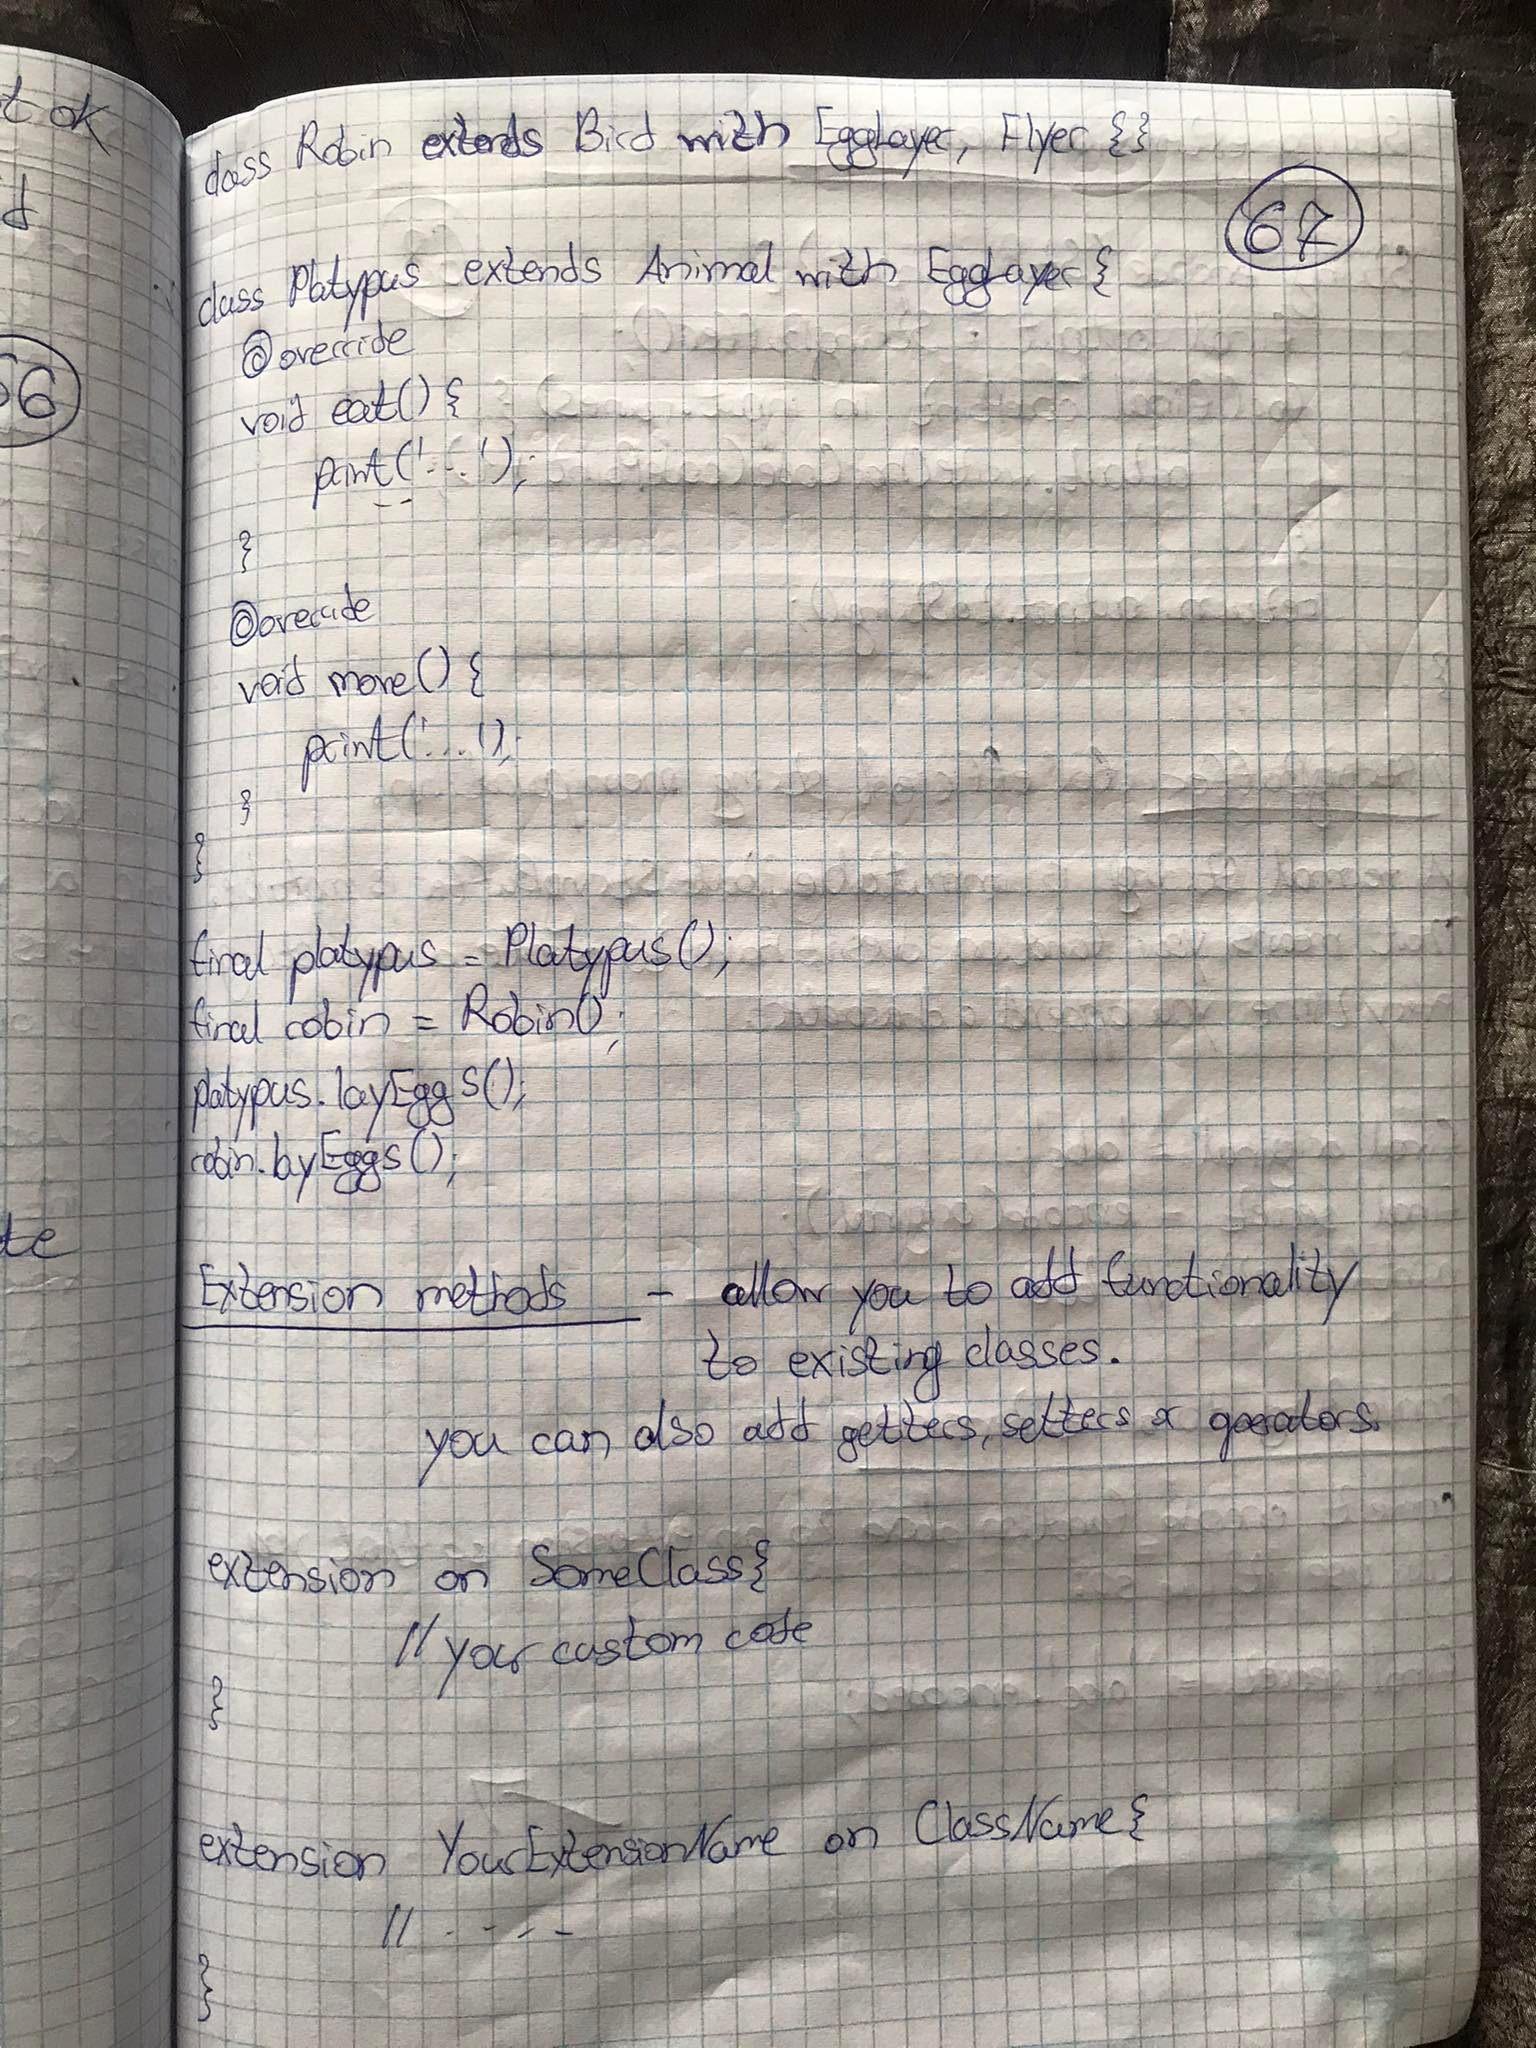 class Robin extends Bird with EggLayer, Flyer {}
67
class Platypus extends Animal with EggLayer {
@override
void eat() {
print('...');
}
@override
void move() {
print('...');
}
}
final platypus = Platypus();
final robin = Robin();
platypus.layEggs();
robin.layEggs();
Extension methods - allow you to add functionality
to existing classes.
you can also add getters, setters & operators.
extension on SomeClass{
// your custom code
}
extension YourExtensionName on ClassName{
// ----
}
t ok
d
66
te